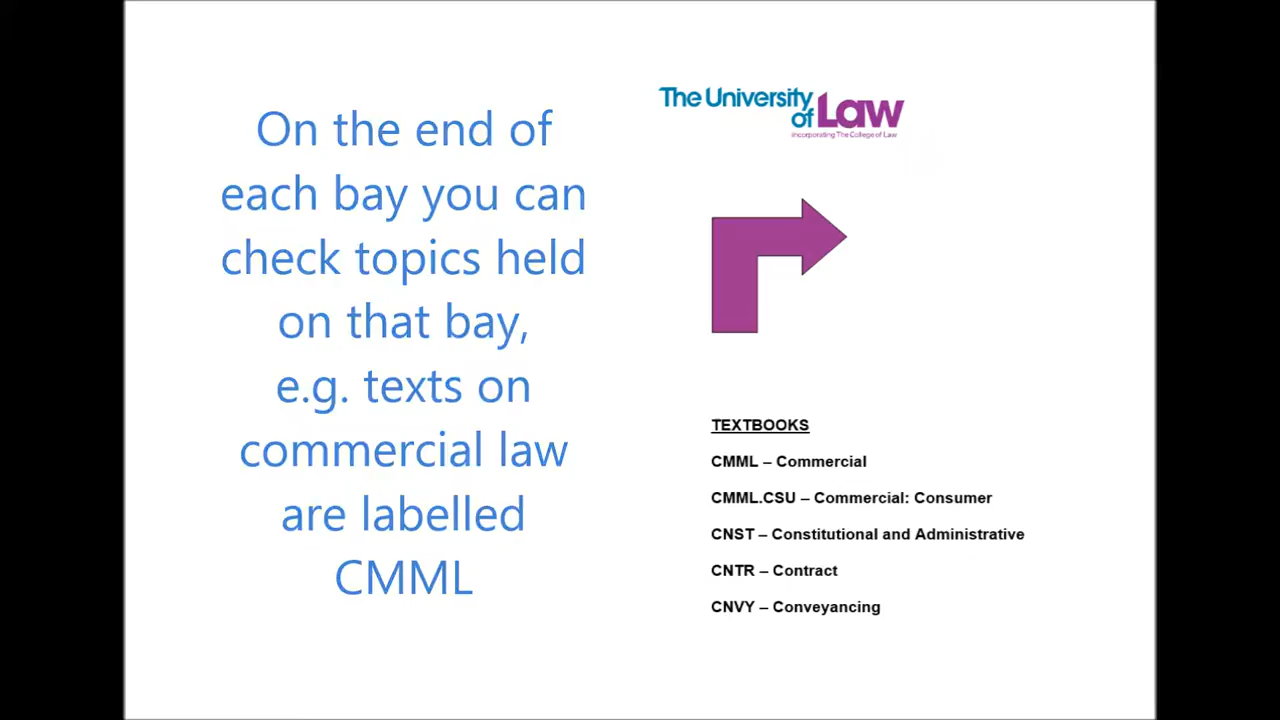 On the end of
each bay you can
check topics held
on that bay,
e.g. texts on
commercial law
are labelled
CMML
The University
of Law
incorporating The College of Law
TEXTBOOKS
CMML – Commercial
CMML.CSU – Commercial: Consumer
CNST – Constitutional and Administrative
CNTR – Contract
CNVY – Conveyancing